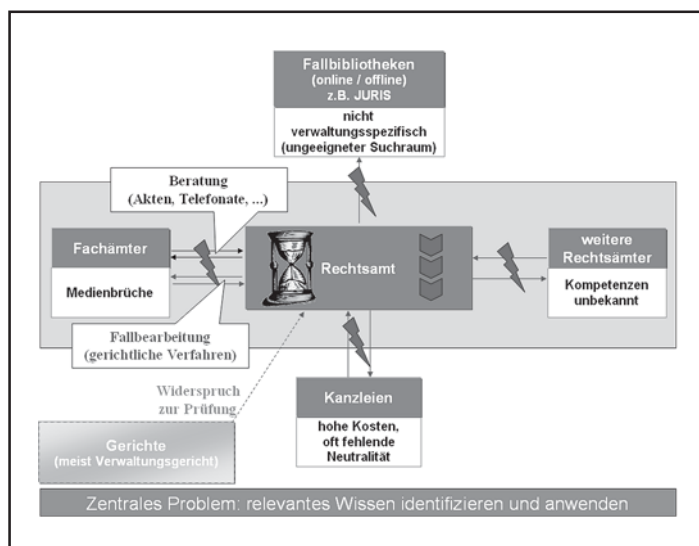 Fallbibliotheken
(online / offline)
z.B. JURIS
nicht
verwaltungsspezifisch
(ungeeigneter Suchraum)
Beratung
(Akten, Telefonate, ...)
Fachämter
Medienbrüche
Rechtsamt
weitere
Rechtsämter
Kompetenzen
unbekannt
Fallbearbeitung
(gerichtliche Verfahren)
Widerspruch
zur Prüfung
Kanzleien
hohe Kosten,
oft fehlende
Neutralität
Gerichte
(meist Verwaltungsgericht)
Zentrales Problem: relevantes Wissen identifizieren und anwenden